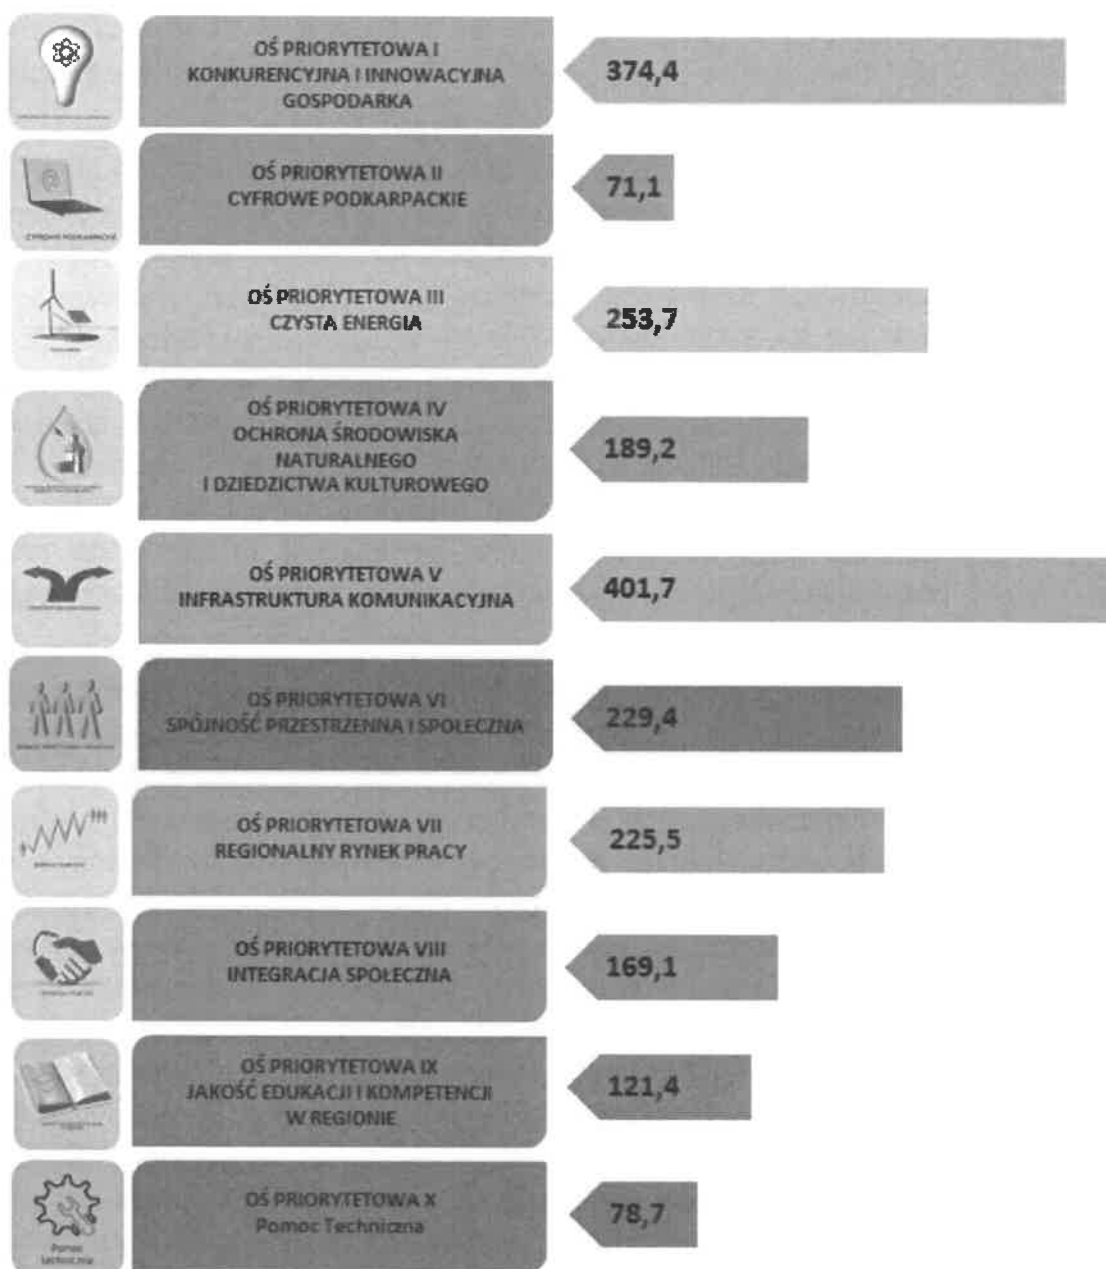 OŚ PRIORYTETOWA I
KONKURENCYJNA I INNOWACYJNA
GOSPODARKA
374,4
OŚ PRIORYTETOWA II
CYFROWE PODKARPACKIE
71,1
CYFROWE PODKARPACKIE
OŚ PRIORYTETOWA III
CZYSTA ENERGIA
253,7
OŚ PRIORYTETOWA IV
OCHRONA ŚRODOWISKA
NATURALNEGO
I DZIEDZICTWA KULTUROWEGO
189,2
OŚ PRIORYTETOWA V
INFRASTRUKTURA KOMUNIKACYJNA
401,7
OŚ PRIORYTETOWA VI
SPÓJNOŚĆ PRZESTRZENNA I SPOŁECZNA
229,4
OŚ PRIORYTETOWA VII
REGIONALNY RYNEK PRACY
225,5
OŚ PRIORYTETOWA VIII
INTEGRACJA SPOŁECZNA
169,1
OŚ PRIORYTETOWA IX
JAKOŚĆ EDUKACJI I KOMPETENCJI
W REGIONIE
121,4
OŚ PRIORYTETOWA X
Pomoc Techniczna
78,7
Pomoc
techniczna